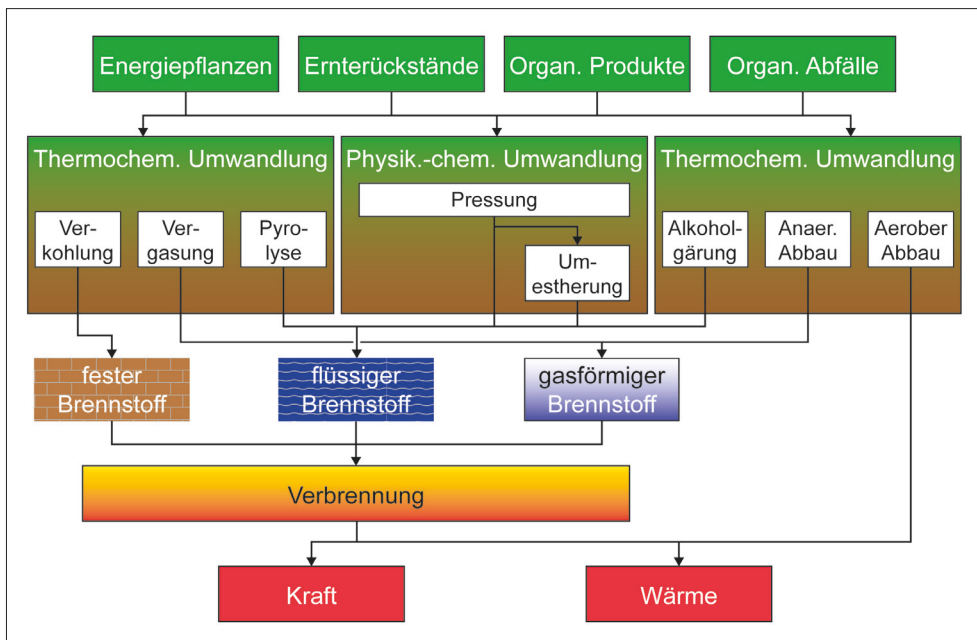 Energiepflanzen
Ernterückstände
Organ. Produkte
Organ. Abfälle
Thermochem. Umwandlung
Physik.-chem. Umwandlung
Thermochem. Umwandlung
Pressung
Ver-
kohlung
Ver-
gasung
Pyro-
lyse
Um-
estherung
Alkohol-
gärung
Anaer.
Abbau
Aerober
Abbau
fester
Brennstoff
flüssiger
Brennstoff
gasförmiger
Brennstoff
Verbrennung
Kraft
Wärme